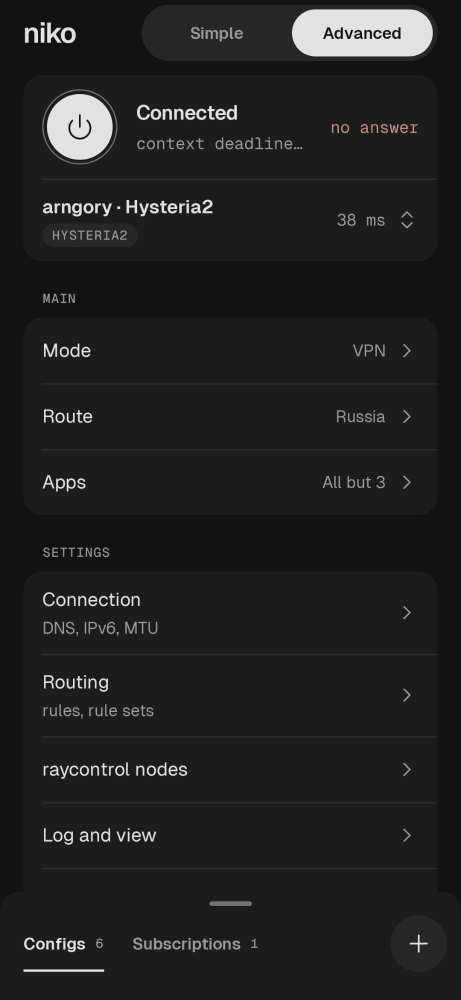 niko
Simple
Advanced
Connected
context deadline…
no answer
arngory · Hysteria2
HYSTERIA2
38 ms
MAIN
Mode
VPN
Route
Russia
Apps
All but 3
SETTINGS
Connection
DNS, IPv6, MTU
Routing
rules, rule sets
raycontrol nodes
Log and view
Configs 6
Subscriptions 1